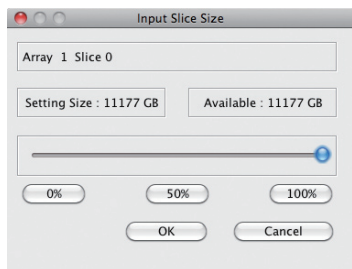 Input Slice Size
Array 1 Slice 0
Setting Size : 11177 GB Available : 11177 GB
0% 50% 100%
OK Cancel